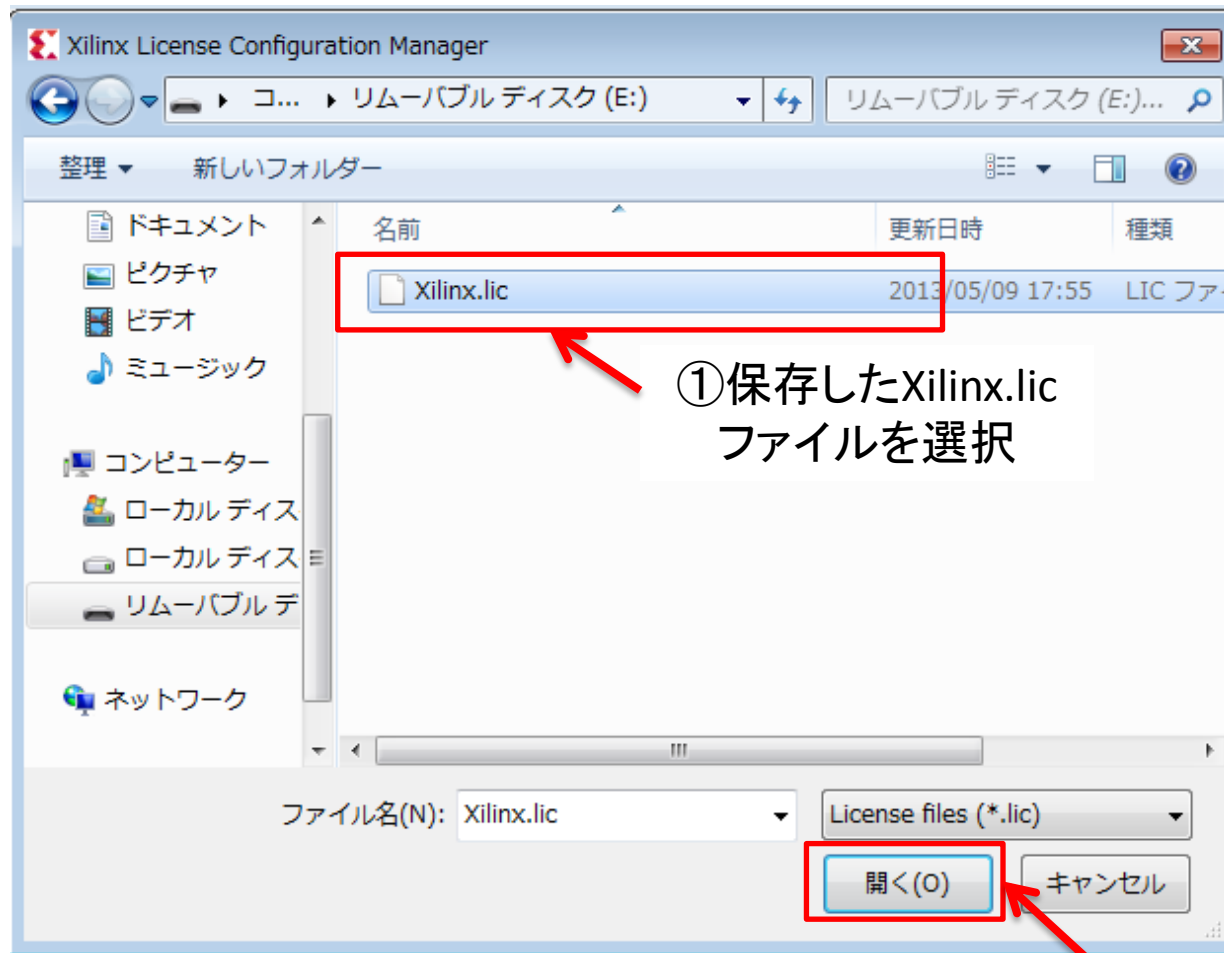 Xilinx License Configuration Manager
コ... リムーバブル ディスク (E:)
リムーバブル ディスク (E:)...
整理 新しいフォルダー
名前 更新日時 種類
Xilinx.lic 2013/05/09 17:55 LIC ファ
ドキュメント
ピクチャ
ビデオ
ミュージック
コンピューター
ローカル ディス
ローカル ディス
リムーバブル デ
ネットワーク
①保存したXilinx.lic
ファイルを選択
ファイル名(N): Xilinx.lic License files (*.lic)
開く(O) キャンセル